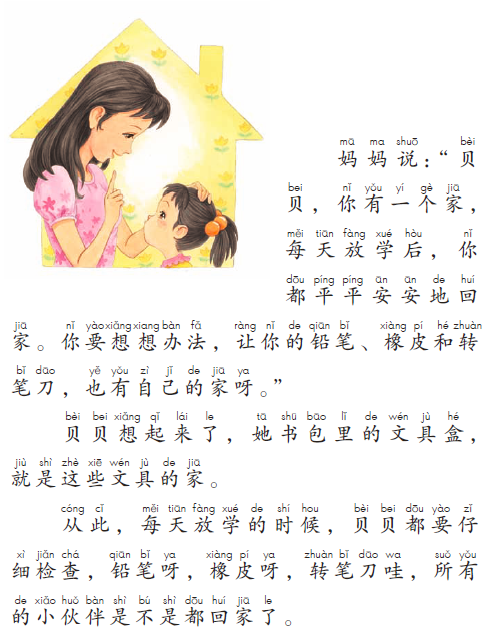 mā ma shuō bèi
妈妈说：“贝
bei nǐ yǒu yí gè jiā
贝，你有一个家，
měi tiān fàng xué hòu nǐ
每天放学后，你
dōu píng píng ān ān de huí
都平平安安地回
jiā nǐ yào xiǎng xiang bàn fǎ ràng nǐ de qiān bǐ xiàng pí hé zhuàn
家。你要想想办法，让你的铅笔、橡皮和转
bǐ dāo yě yǒu zì jǐ de jiā ya
笔刀，也有自己的家呀。”
bèi bei xiǎng qǐ lái le tā shū bāo lǐ de wén jù hé
贝贝想起来了，她书包里的文具盒，
jiù shì zhè xiē wén jù de jiā
就是这些文具的家。
cóng cǐ měi tiān fàng xué de shí hou bèi bei dōu yào zǐ
从此，每天放学的时候，贝贝都要仔
xì jiǎn chá qiān bǐ ya xiàng pí ya zhuàn bǐ dāo wa suǒ yǒu
细检查，铅笔呀，橡皮呀，转笔刀哇，所有
de xiǎo huǒ bàn shì bú shì dōu huí jiā le
的小伙伴是不是都回家了。